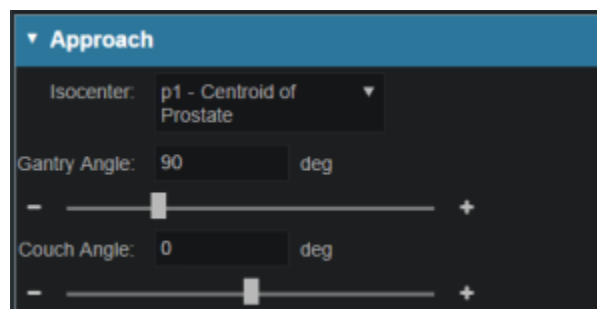 ▼ Approach
Isocenter: p1 - Centroid of
Prostate
Gantry Angle: 90 deg
- +
Couch Angle: 0 deg
- +